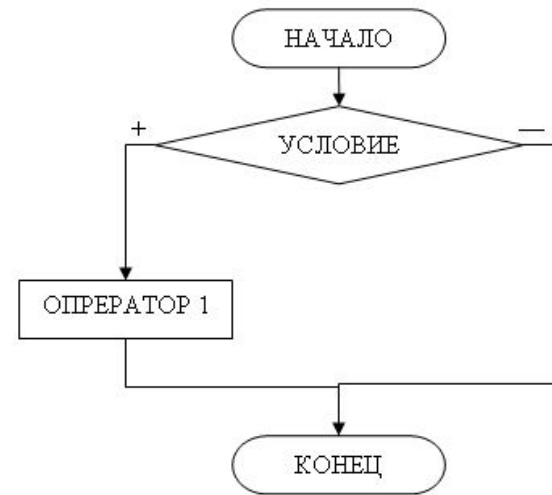 НАЧАЛО
+
—
УСЛОВИЕ
ОПРЕРАТОР 1
КОНЕЦ